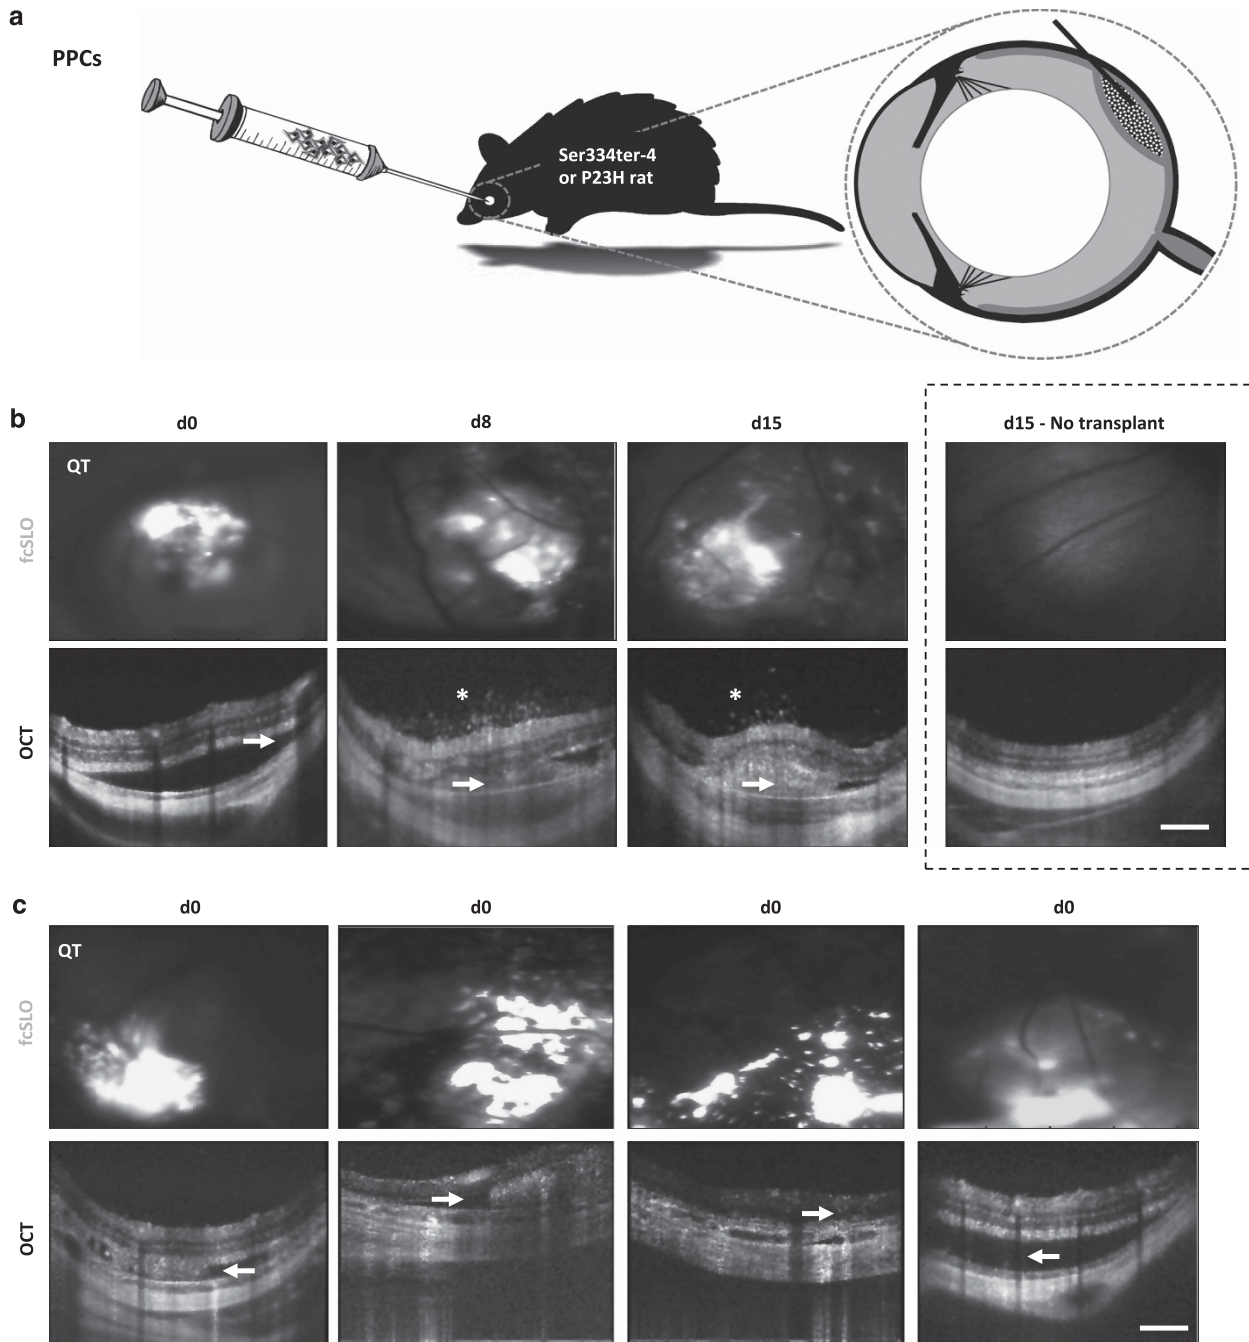 a
PPCs
Ser334ter-4
or P23H rat
b
d0
d8
d15
d15 - No transplant
QT
fcSLO
*
*
OCT
c
d0
d0
d0
d0
QT
fcSLO
OCT